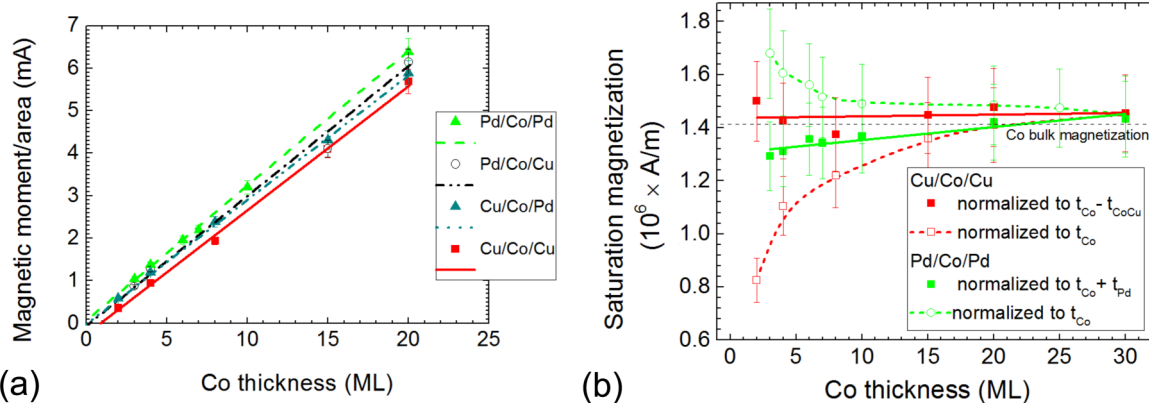 Magnetic moment/area (mA)
7
6
5
4
3
2
1
0
0 5 10 15 20 25
Co thickness (ML)
Pd/Co/Pd
Pd/Co/Cu
Cu/Co/Pd
Cu/Co/Cu
(a)
Saturation magnetization
(10⁶ × A/m)
1.8
1.6
1.4
1.2
1.0
0.8
0.6
0 5 10 15 20 25 30
Co thickness (ML)
Co bulk magnetization
Cu/Co/Cu
normalized to t_Co - t_CoCu
normalized to t_Co
Pd/Co/Pd
normalized to t_Co + t_Pd
normalized to t_Co
(b)